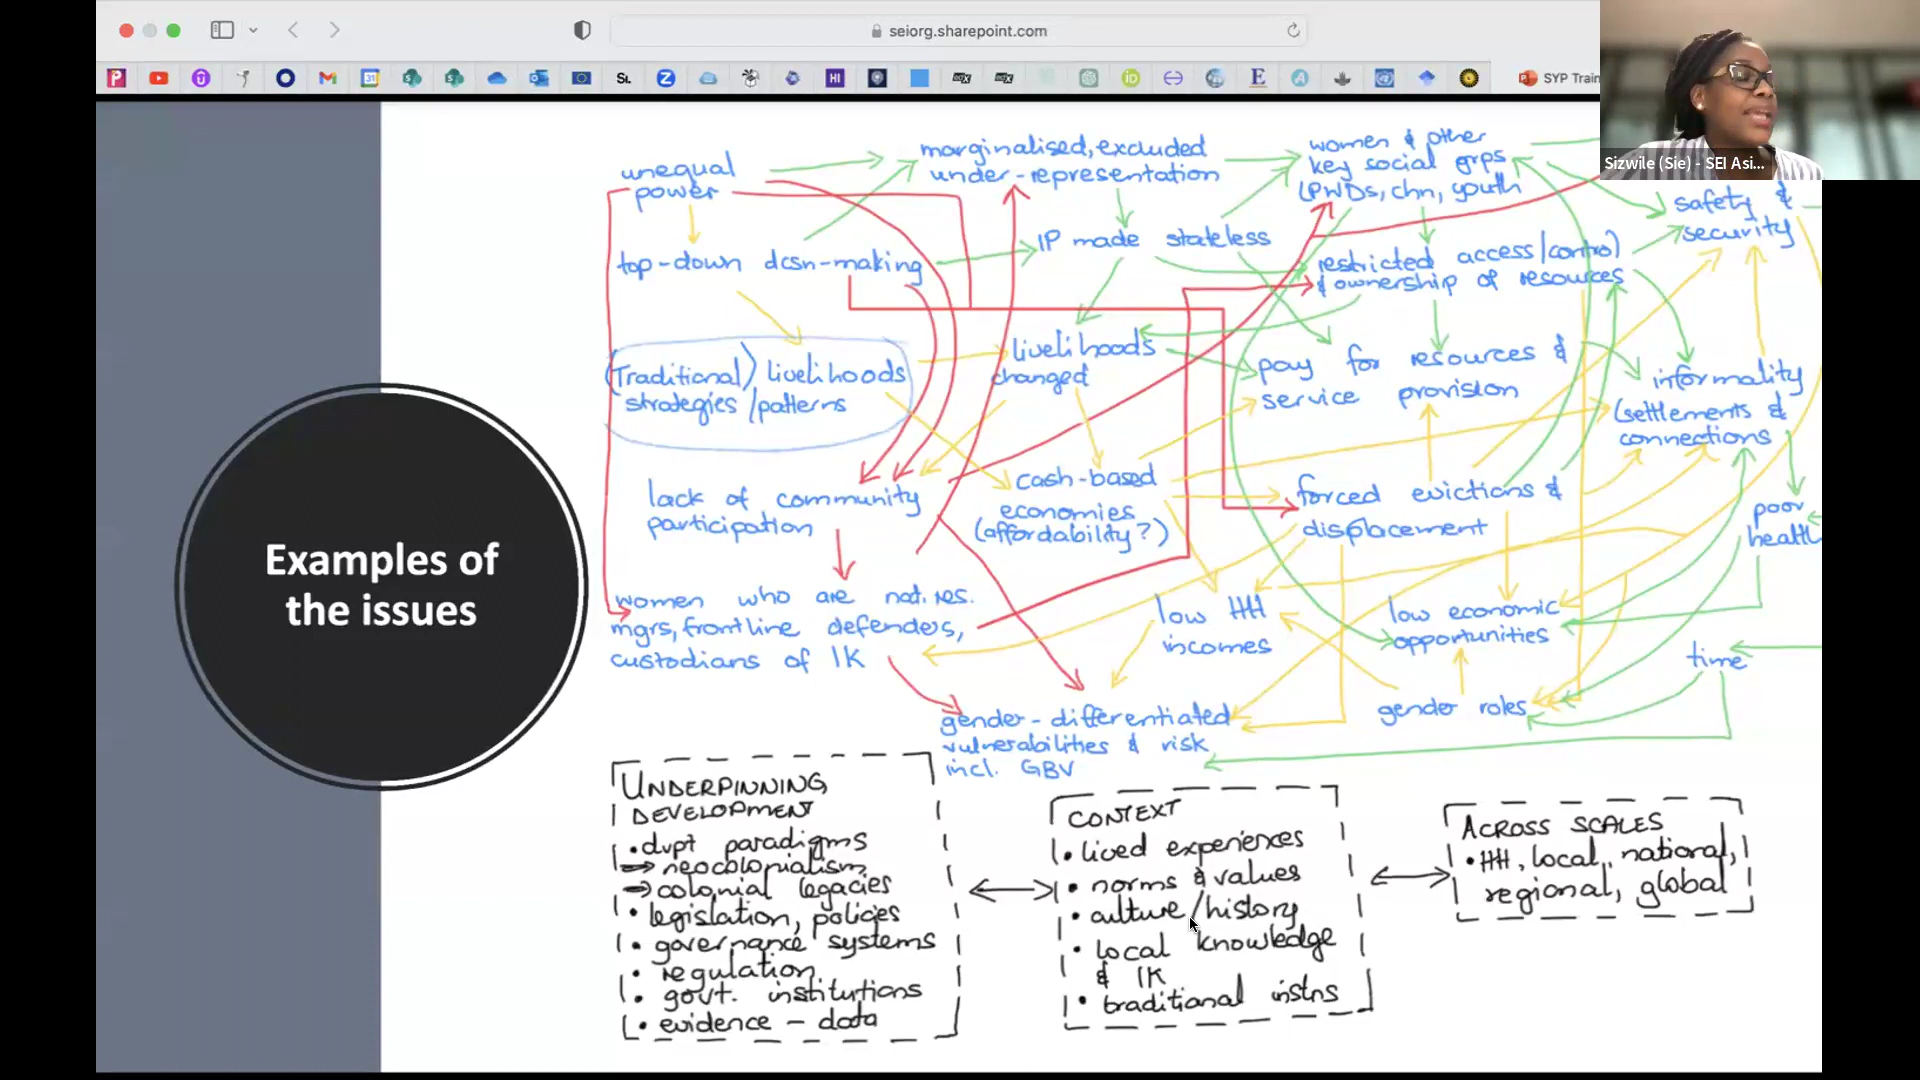 seiorg.sharepoint.com
SYP Train
Sizwile (Sie) - SEI Asi...
Examples of
the issues
unequal
power
marginalised, excluded
under-representation
women & other
key social grps
(PWDs, chn, youth
safety &
security
top-down dcsn-making
IP made stateless
restricted access/control
& ownership of resources
(Traditional) livelihoods
strategies/patterns
livelihoods
changed
pay for resources &
service provision
informality
(settlements &
connections
lack of community
participation
cash-based
economies
(affordability?)
forced evictions &
displacement
poor
health
women who are nat. res.
mgrs, frontline defenders,
custodians of IK
low HH
incomes
low economic
opportunities
time
gender-differentiated
vulnerabilities & risk
incl. GBV
gender roles
UNDERPINNING
DEVELOPMENT
• dvpt paradigms
→ neocolonialism
→ colonial legacies
• legislation, policies
• governance systems
• regulation
• govt. institutions
• evidence - data
CONTEXT
• lived experiences
• norms & values
• culture/history
• local knowledge
& IK
• traditional instns
ACROSS SCALES
• HH, local, national,
regional, global